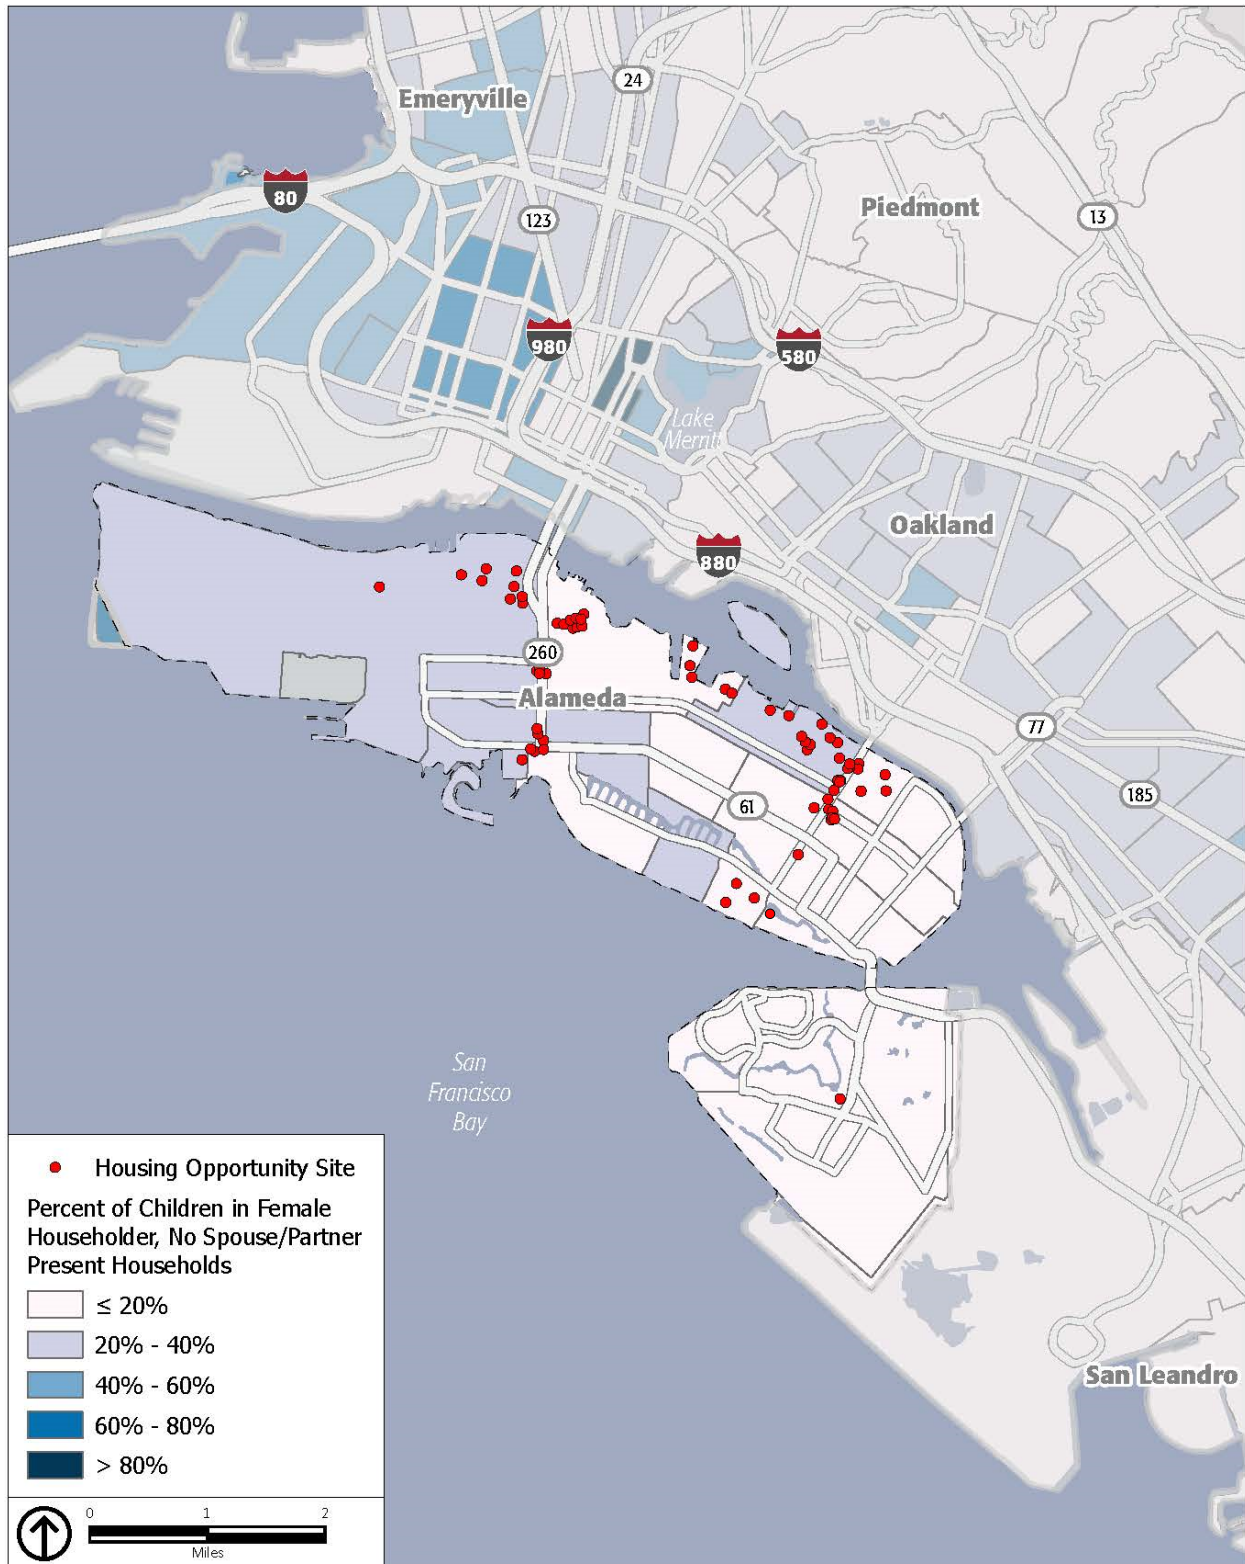 24
Emeryville
80
Piedmont
123
13
980
580
Lake
Merritt
Oakland
880
260
Alameda
77
185
61
San
Francisco
Bay
Housing Opportunity Site
Percent of Children in Female
Householder, No Spouse/Partner
Present Households
≤ 20%
20% - 40%
40% - 60%
60% - 80%
> 80%
San Leandro
0 1 2
Miles